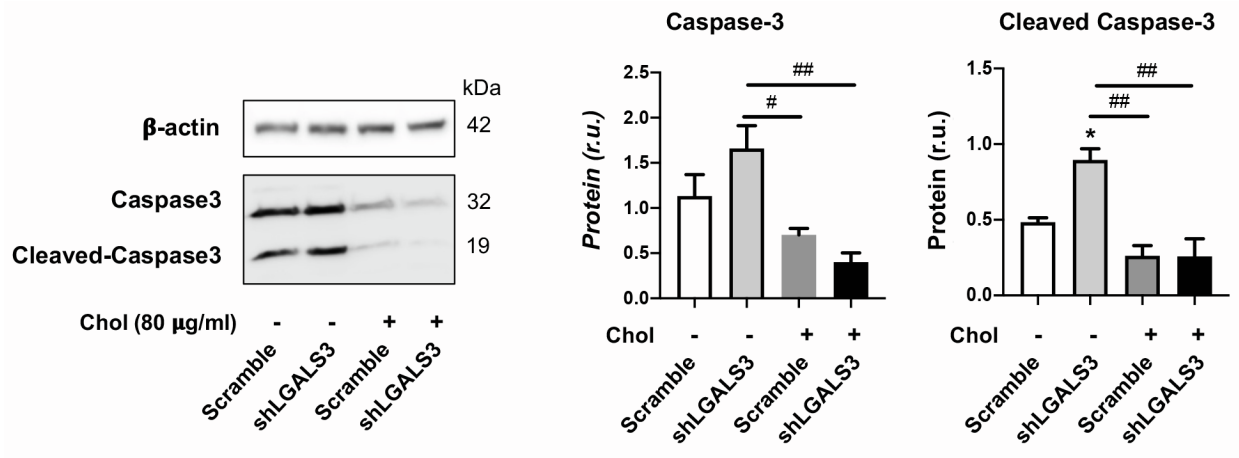 kDa
β-actin 42
Caspase3 32
Cleaved-Caspase3 19
Chol (80 μg/ml) - - + +
Scramble shLGALS3 Scramble shLGALS3
Caspase-3
Protein (r.u.)
2.5
2.0
1.5
1.0
0.5
0.0
##
#
Chol - - + +
Scramble shLGALS3 Scramble shLGALS3
Cleaved Caspase-3
Protein (r.u.)
1.5
1.0
0.5
0.0
##
##
*
Chol - - + +
Scramble shLGALS3 Scramble shLGALS3